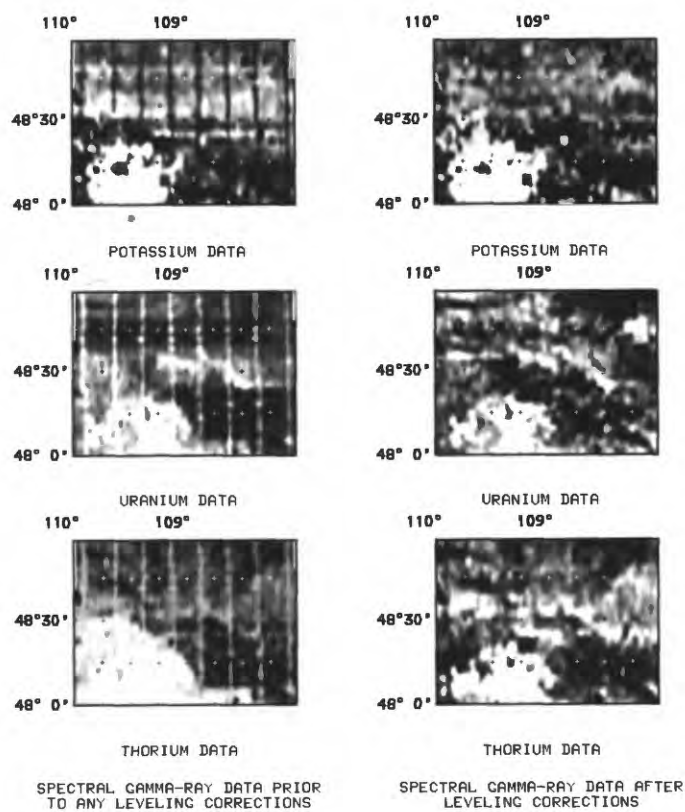 110° 109°
110° 109°
48°30'
48°30'
48° 0'
48° 0'
POTASSIUM DATA
POTASSIUM DATA
110° 109°
110° 109°
48°30'
48°30'
48° 0'
48° 0'
URANIUM DATA
URANIUM DATA
110° 109°
110° 109°
48°30'
48°30'
48° 0'
48° 0'
THORIUM DATA
THORIUM DATA
SPECTRAL GAMMA-RAY DATA PRIOR
TO ANY LEVELING CORRECTIONS
SPECTRAL GAMMA-RAY DATA AFTER
LEVELING CORRECTIONS